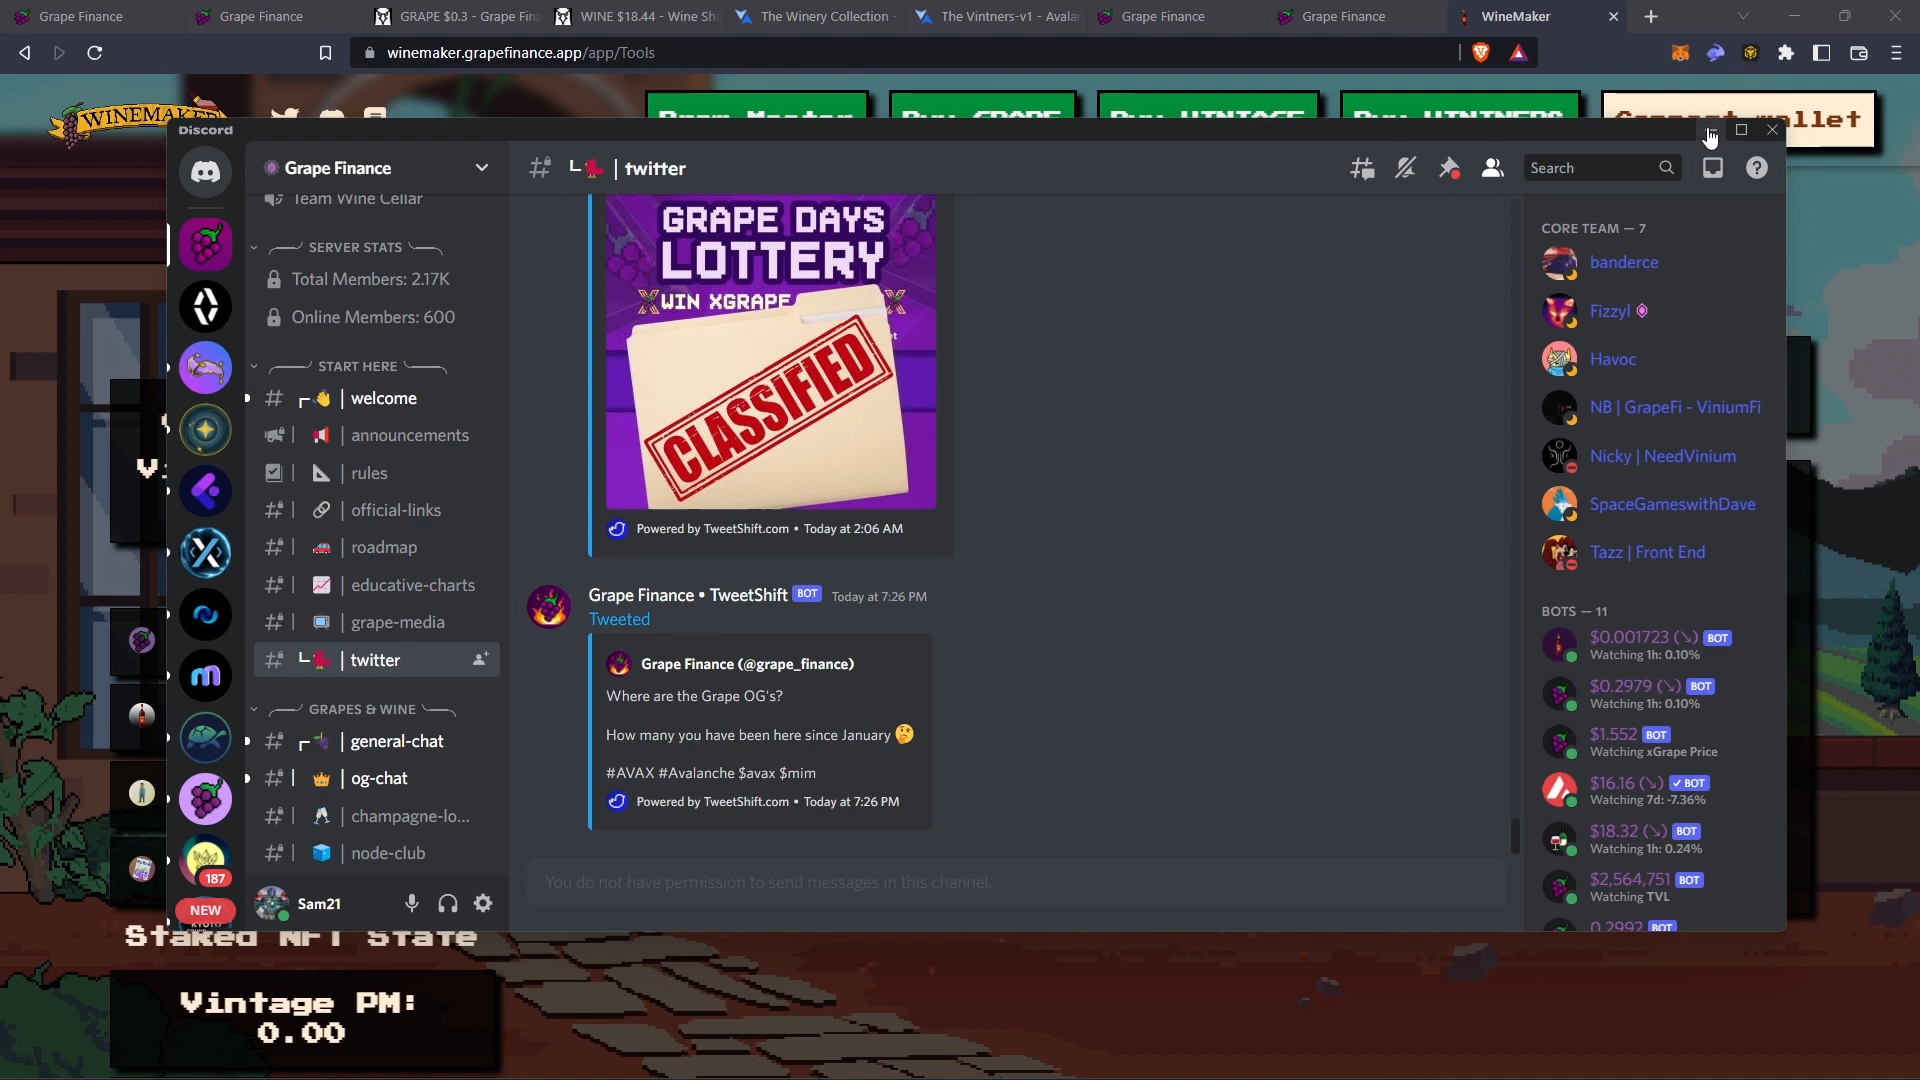 Grape Finance
Grape Finance
GRAPE $0.3 - Grape Fin
WINE $18.44 - Wine Sha
The Winery Collection -
The Vintners-v1 - Avalan
Grape Finance
Grape Finance
WineMaker
winemaker.grapefinance.app/app/Tools
WINEMAKER
Discord
Grape Finance
Team Wine Cellar
SERVER STATS
Total Members: 2.17K
Online Members: 600
START HERE
welcome
announcements
rules
official-links
roadmap
educative-charts
grape-media
twitter
GRAPES & WINE
general-chat
og-chat
champagne-lo...
node-club
187
NEW
Sam21
twitter
Search
GRAPE DAYS
LOTTERY
WIN XGRAPE
CLASSIFIED
Powered by TweetShift.com • Today at 2:06 AM
Grape Finance • TweetShift BOT Today at 7:26 PM
Tweeted
Grape Finance (@grape_finance)
Where are the Grape OG's?
How many you have been here since January 🤔
#AVAX #Avalanche $avax $mim
Powered by TweetShift.com • Today at 7:26 PM
You do not have permission to send messages in this channel.
CORE TEAM — 7
banderce
Fizzyl
Havoc
NB | GrapeFi - ViniumFi
Nicky | NeedVinium
SpaceGameswithDave
Tazz | Front End
BOTS — 11
$0.001723 (↘) BOT
Watching 1h: 0.10%
$0.2979 (↘) BOT
Watching 1h: 0.10%
$1.552 BOT
Watching xGrape Price
$16.16 (↘) ✓ BOT
Watching 7d: -7.36%
$18.32 (↘) BOT
Watching 1h: 0.24%
$2,564,751 BOT
Watching TVL
0.2992 BOT
Staked NFT State
Vintage PM:
0.00